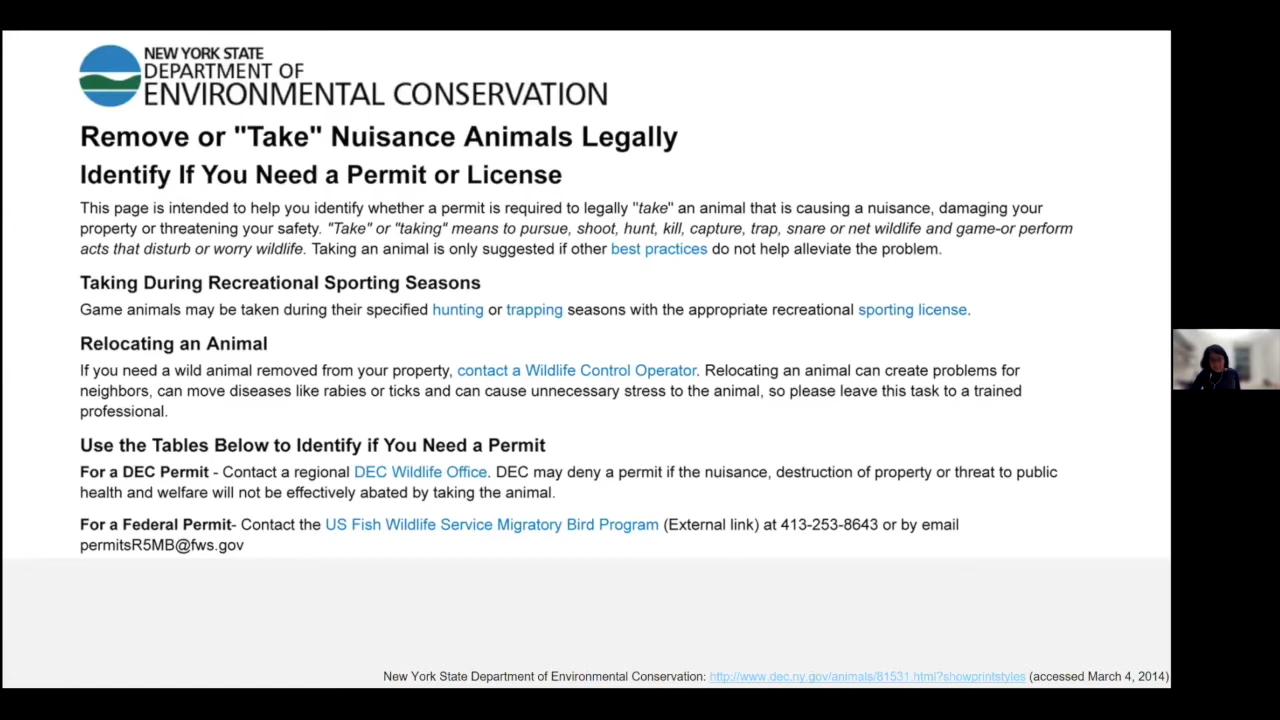 NEW YORK STATE
DEPARTMENT OF
ENVIRONMENTAL CONSERVATION
Remove or "Take" Nuisance Animals Legally
Identify If You Need a Permit or License
This page is intended to help you identify whether a permit is required to legally "take" an animal that is causing a nuisance, damaging your
property or threatening your safety. "Take" or "taking" means to pursue, shoot, hunt, kill, capture, trap, snare or net wildlife and game-or perform
acts that disturb or worry wildlife. Taking an animal is only suggested if other best practices do not help alleviate the problem.
Taking During Recreational Sporting Seasons
Game animals may be taken during their specified hunting or trapping seasons with the appropriate recreational sporting license.
Relocating an Animal
If you need a wild animal removed from your property, contact a Wildlife Control Operator. Relocating an animal can create problems for
neighbors, can move diseases like rabies or ticks and can cause unnecessary stress to the animal, so please leave this task to a trained
professional.
Use the Tables Below to Identify if You Need a Permit
For a DEC Permit - Contact a regional DEC Wildlife Office. DEC may deny a permit if the nuisance, destruction of property or threat to public
health and welfare will not be effectively abated by taking the animal.
For a Federal Permit- Contact the US Fish Wildlife Service Migratory Bird Program (External link) at 413-253-8643 or by email
permitsR5MB@fws.gov
New York State Department of Environmental Conservation: http://www.dec.ny.gov/animals/81531.html?showprintstyles (accessed March 4, 2014)